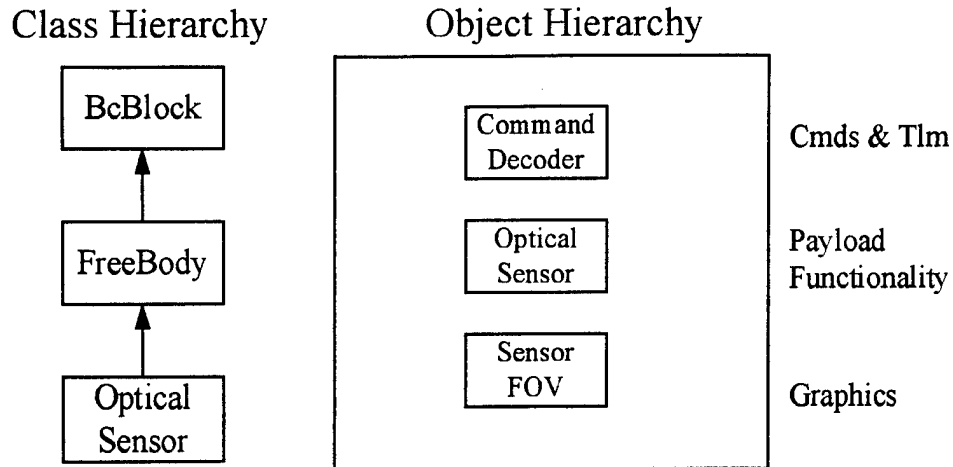 Class Hierarchy
BcBlock
FreeBody
Optical
Sensor
Object Hierarchy
Command
Decoder
Optical
Sensor
Sensor
FOV
Cmds & Tlm
Payload
Functionality
Graphics